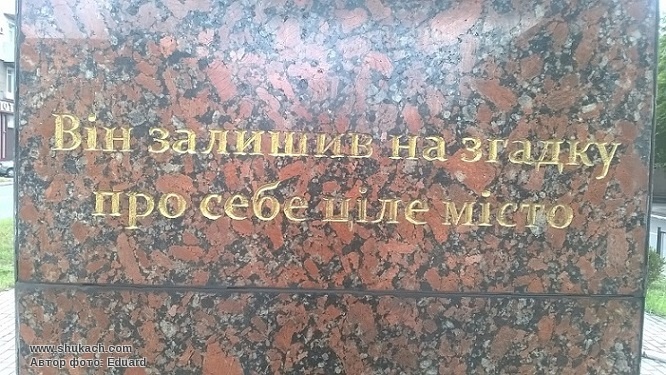 Він залишив на згадку
про себе ціле місто
www.shukach.com
Автор фото: Eduard